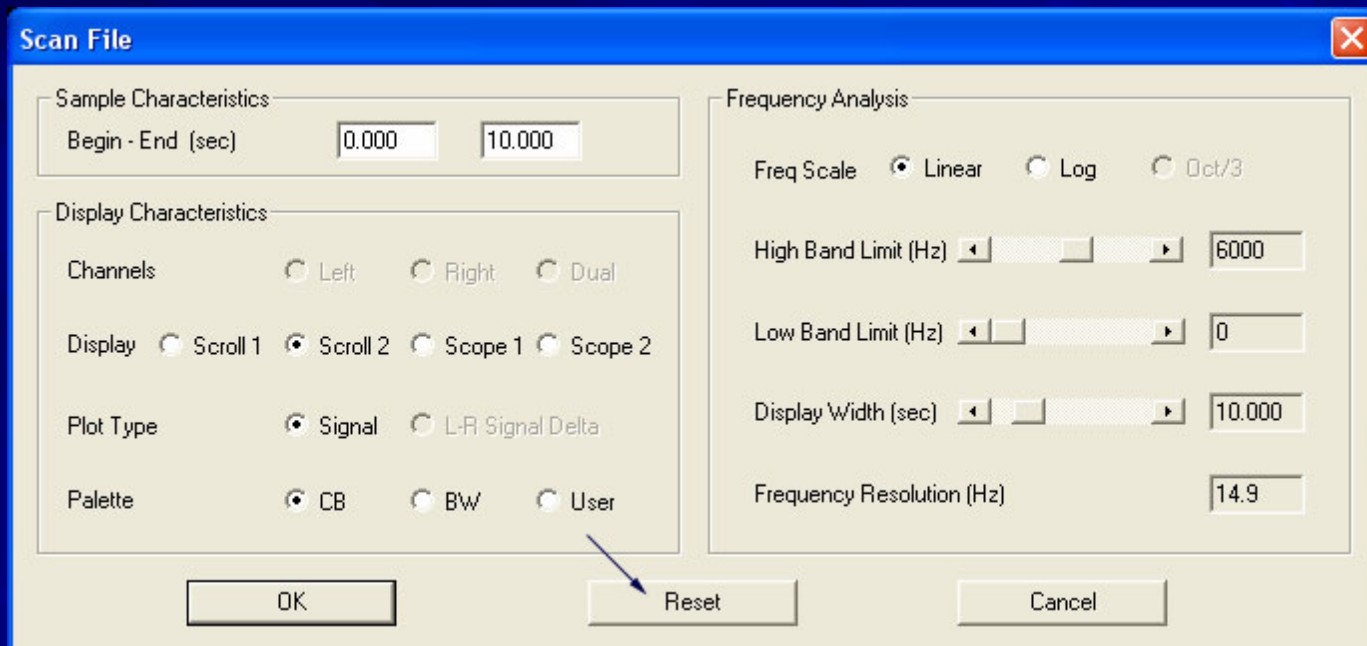 Scan File
Sample Characteristics
Begin - End (sec) 0.000 10.000
Display Characteristics
Channels Left Right Dual
Display Scroll 1 Scroll 2 Scope 1 Scope 2
Plot Type Signal L-R Signal Delta
Palette CB BW User
Frequency Analysis
Freq Scale Linear Log Oct/3
High Band Limit (Hz) 6000
Low Band Limit (Hz) 0
Display Width (sec) 10.000
Frequency Resolution (Hz) 14.9
OK Reset Cancel